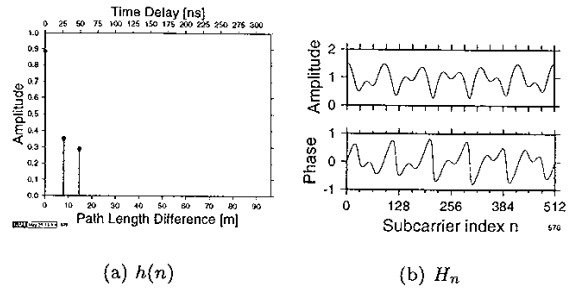 Time Delay [ns]
0 25 50 75 100 125 150 175 200 225 250 275 300
Amplitude
1.0
0.9
0.8
0.7
0.6
0.5
0.4
0.3
0.2
0.1
0.0
0 10 20 30 40 50 60 70 80 90
Path Length Difference [m]
(a) h(n)
Amplitude
2
1
0
Phase
1
0
-1
0 128 256 384 512
Subcarrier index n
576
(b) Hn